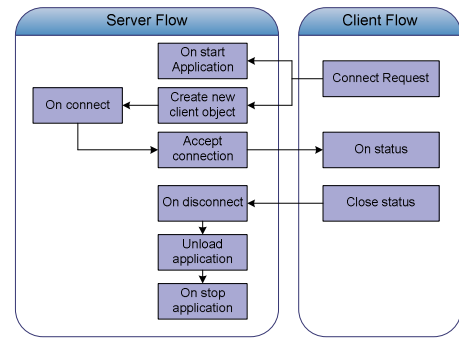 Server Flow
Client Flow
On start
Application
Connect Request
On connect
Create new
client object
Accept
connection
On status
On disconnect
Close status
Unload
application
On stop
application